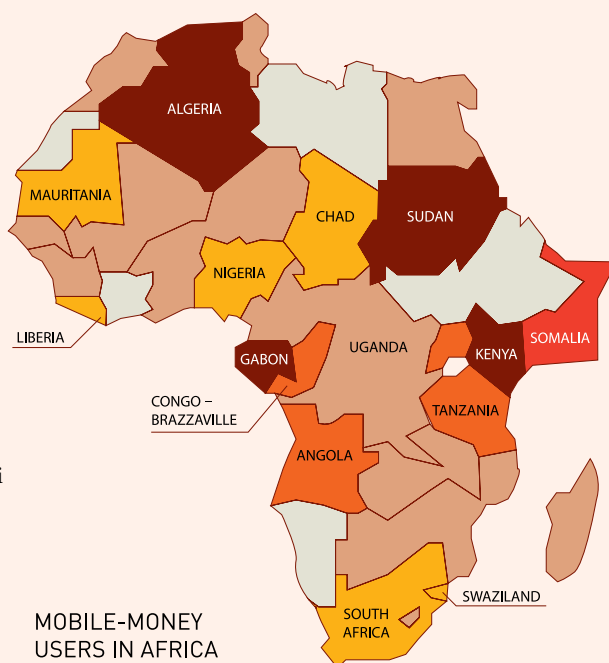 ALGERIA
MAURITANIA
CHAD
SUDAN
NIGERIA
LIBERIA
SOMALIA
GABON
UGANDA
KENYA
CONGO –
BRAZZAVILLE
TANZANIA
ANGOLA
i
SWAZILAND
SOUTH
AFRICA
MOBILE-MONEY
USERS IN AFRICA